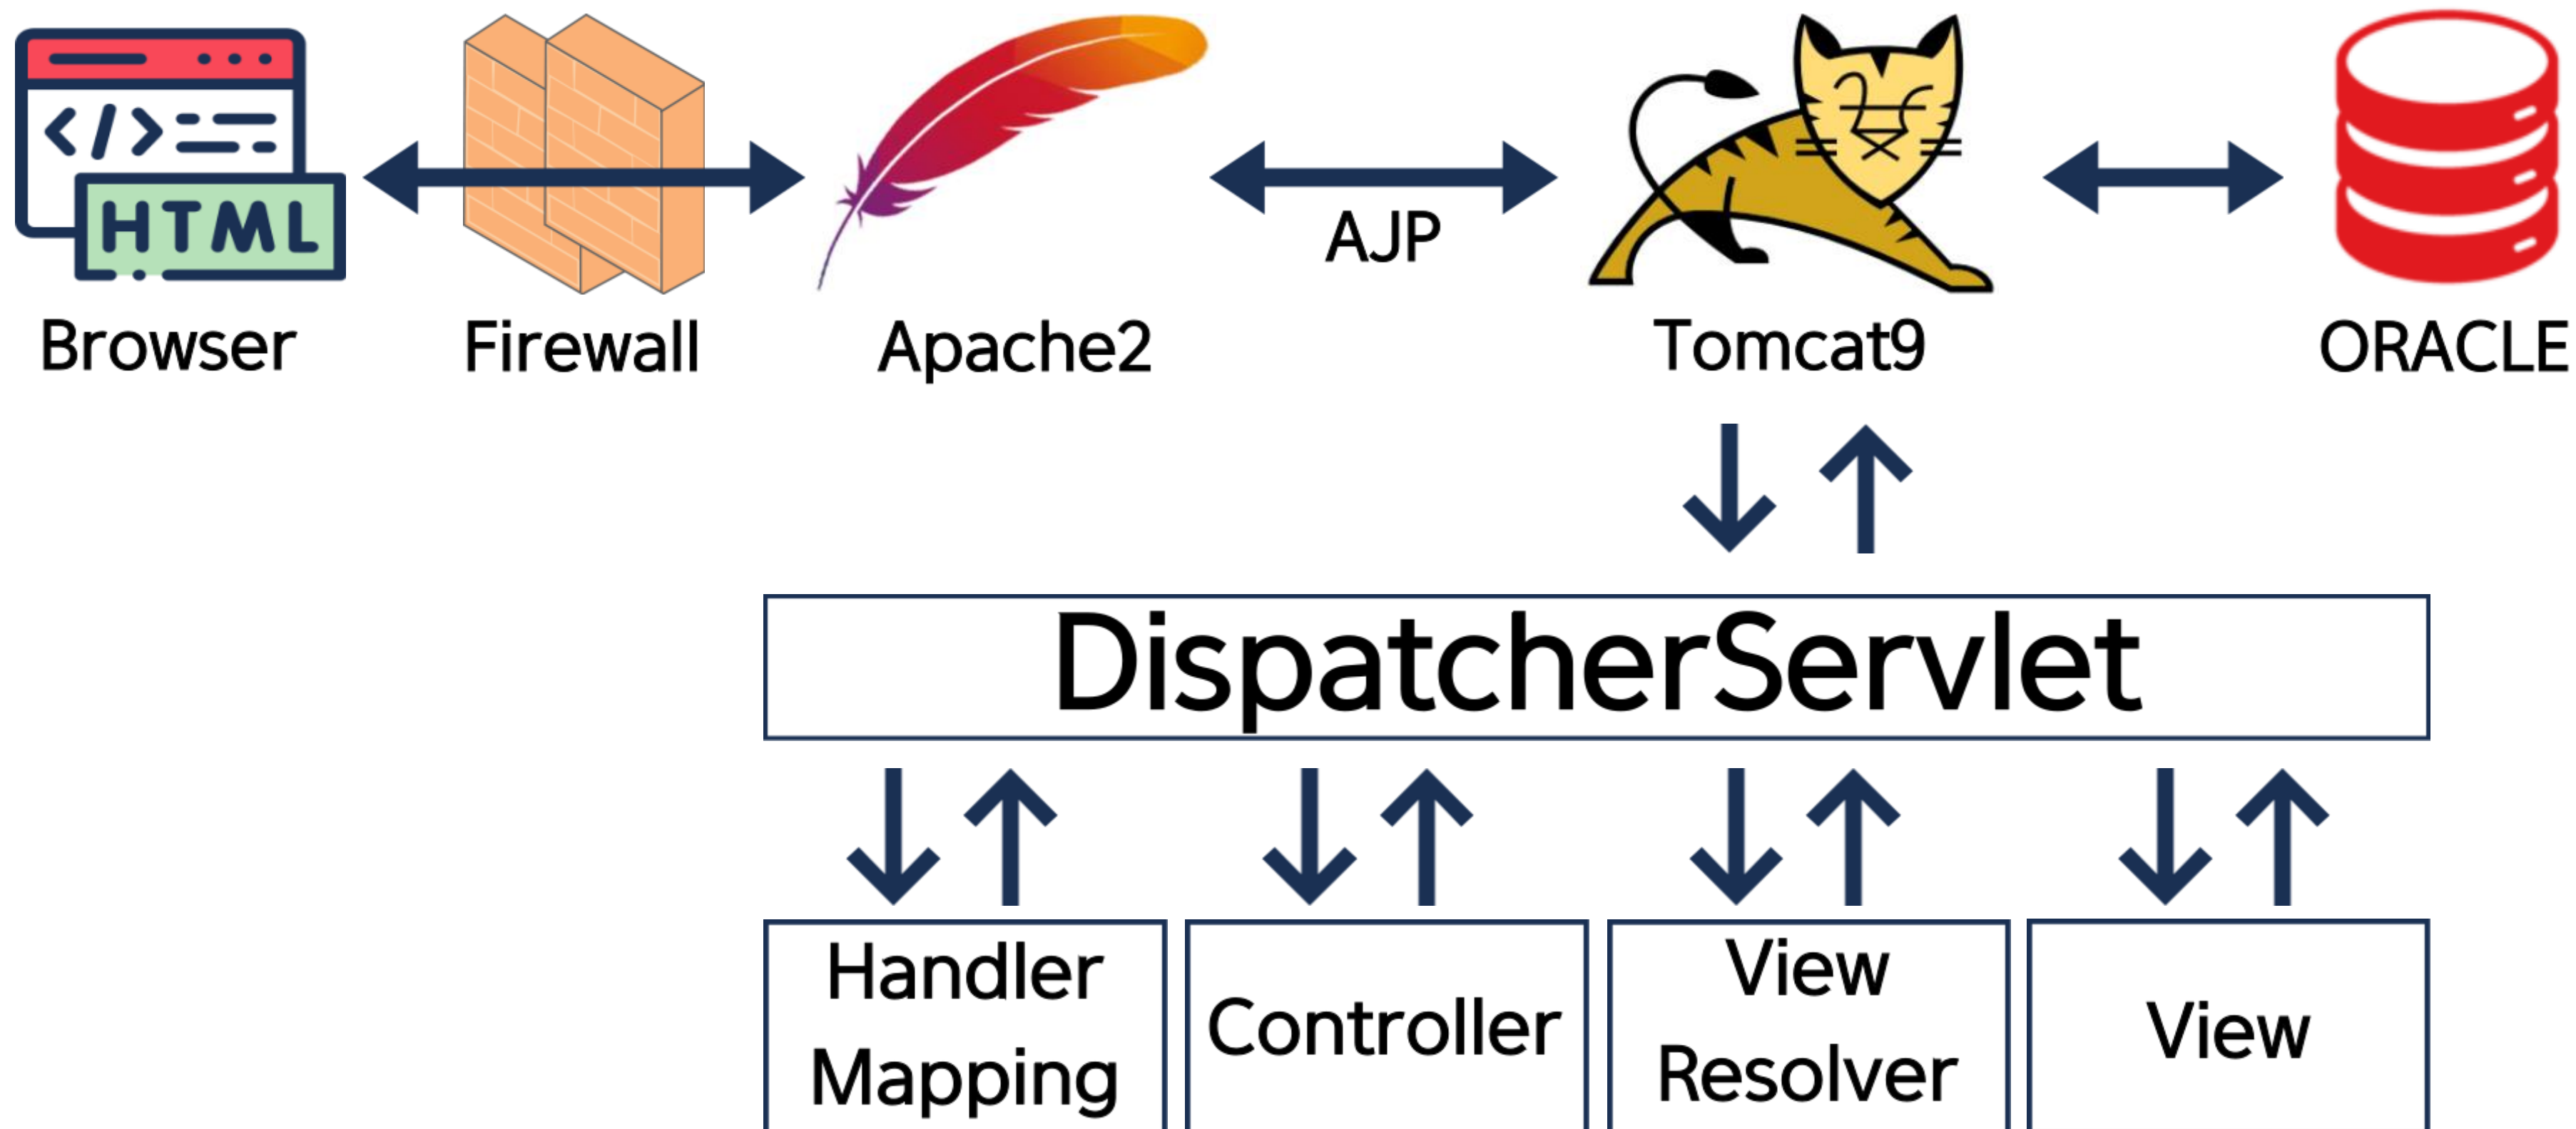 </>
HTML
Browser
Firewall
Apache2
AJP
Tomcat9
ORACLE
DispatcherServlet
Handler
Mapping
Controller
View
Resolver
View